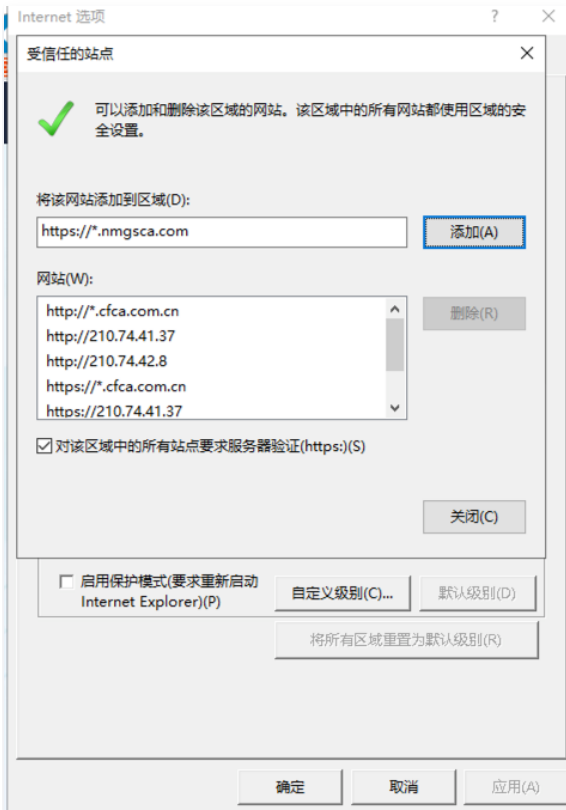 Internet 选项
受信任的站点
可以添加和删除该区域的网站。该区域中的所有网站都使用区域的安
全设置。
将该网站添加到区域(D):
https://*.nmgsca.com
添加(A)
网站(W):
http://*.cfca.com.cn
http://210.74.41.37
http://210.74.42.8
https://*.cfca.com.cn
https://210.74.41.37
删除(R)
对该区域中的所有站点要求服务器验证(https:)(S)
关闭(C)
启用保护模式(要求重新启动
Internet Explorer)(P)
自定义级别(C)...
默认级别(D)
将所有区域重置为默认级别(R)
确定
取消
应用(A)